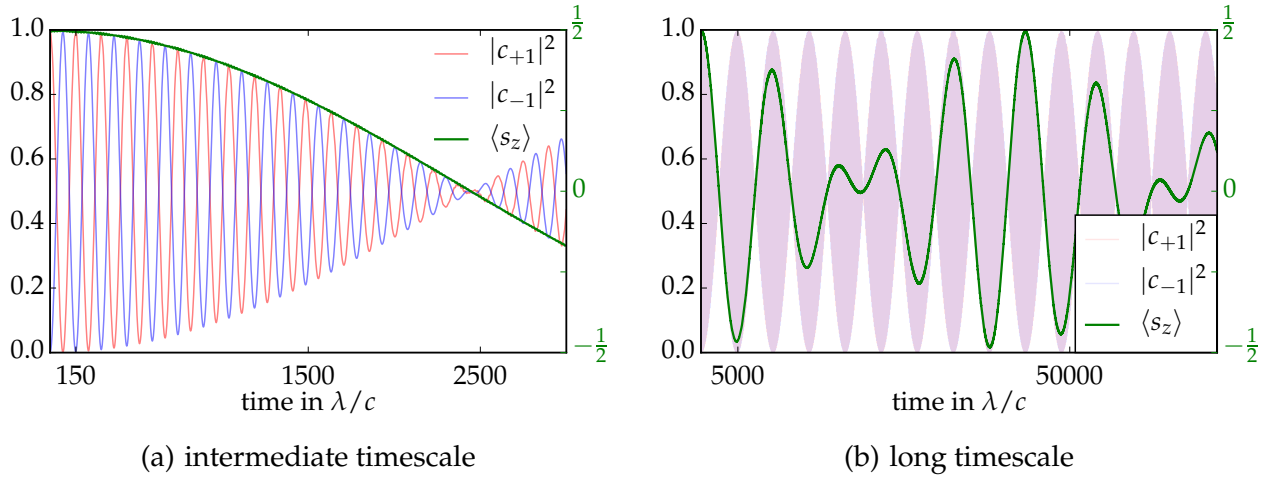 1.0
0.8
0.6
0.4
0.2
0.0
150
1500
2500
1/2
0
−1/2
|c₊₁|²
|c₋₁|²
⟨s_z⟩
time in λ/c
(a) intermediate timescale
1.0
0.8
0.6
0.4
0.2
0.0
5000
50000
1/2
0
−1/2
|c₊₁|²
|c₋₁|²
⟨s_z⟩
time in λ/c
(b) long timescale